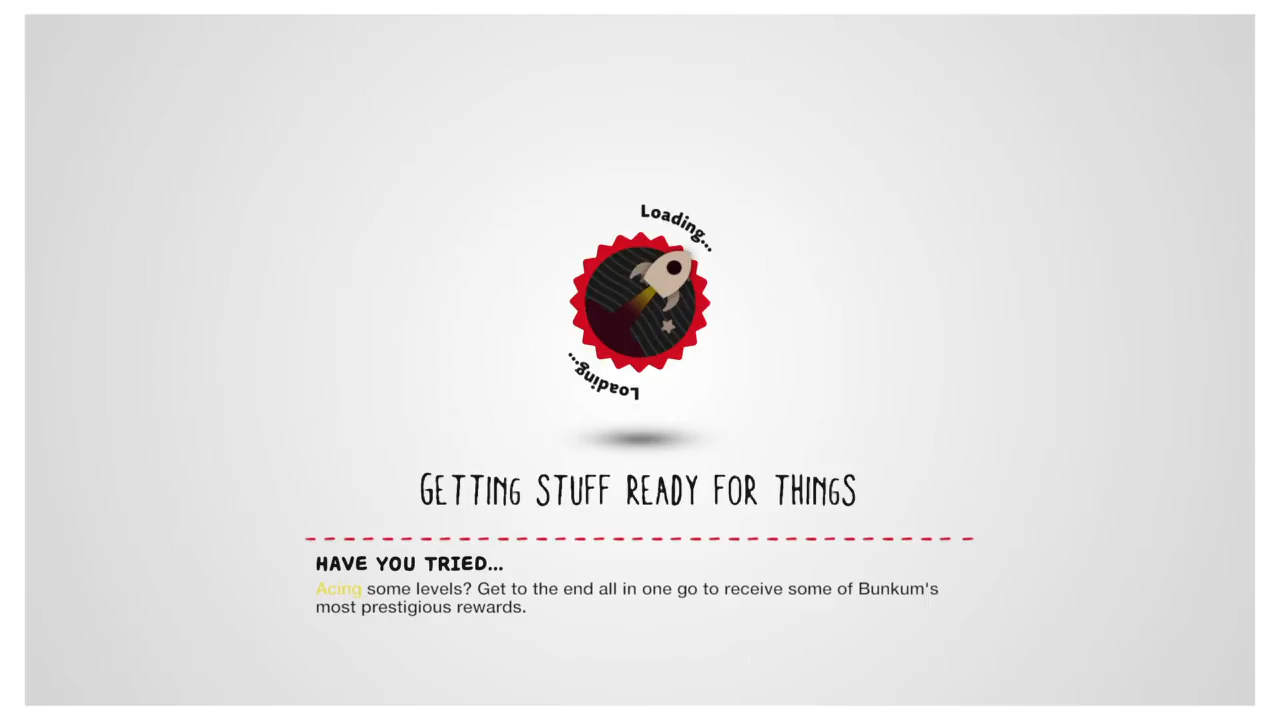 Loading...
Loading...
GETTING STUFF READY FOR THINGS
HAVE YOU TRIED...
Acing some levels? Get to the end all in one go to receive some of Bunkum's
most prestigious rewards.